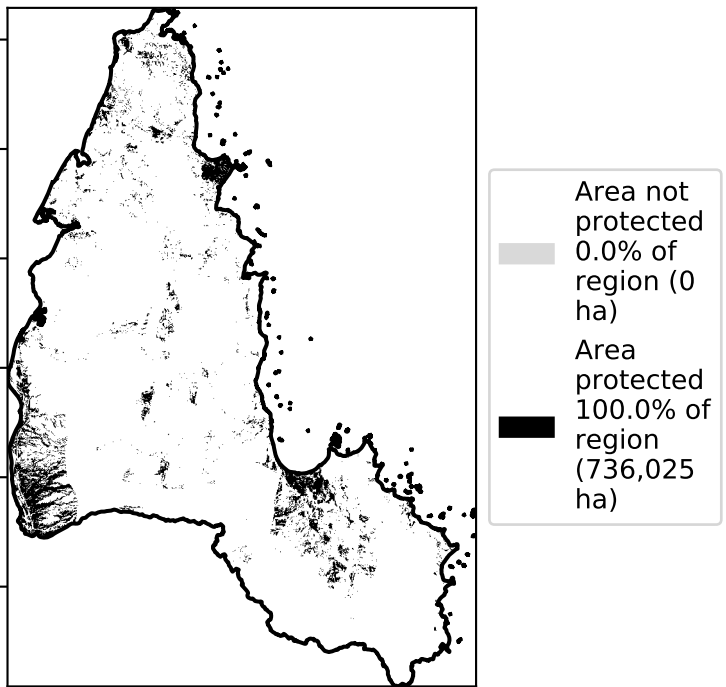 Area not
protected
0.0% of
region (0
ha)
Area
protected
100.0% of
region
(736,025
ha)